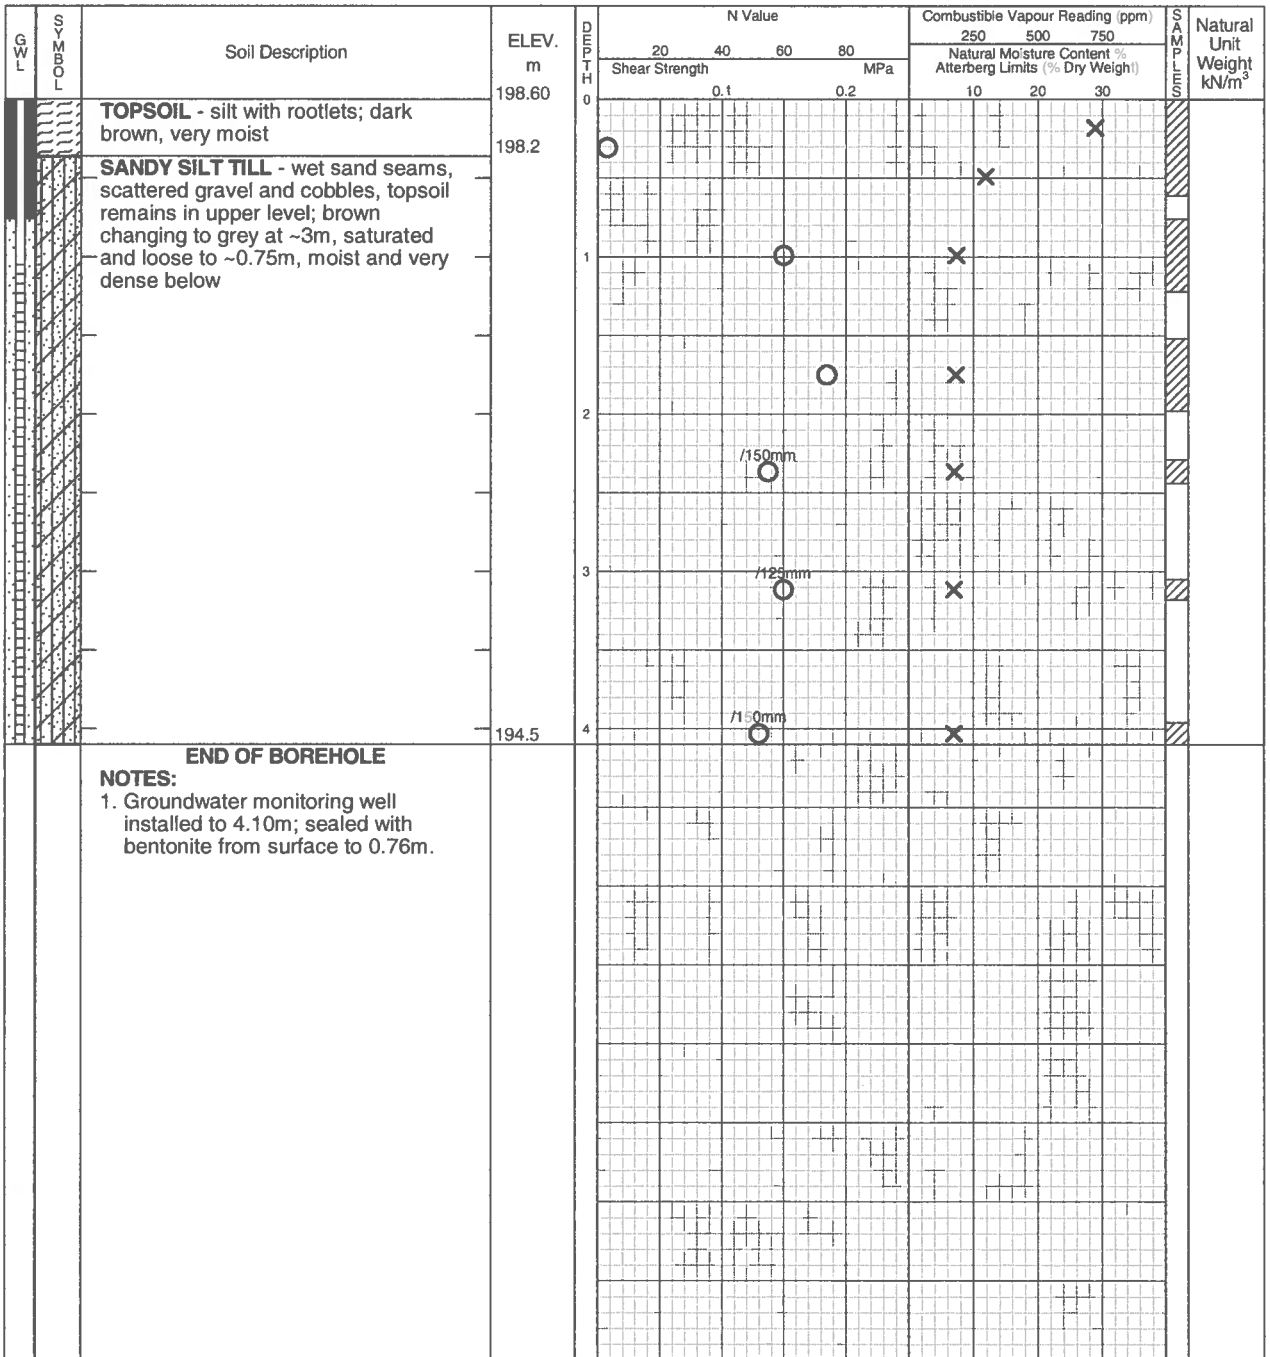 GWL
SYMBOL
Soil Description
ELEV.
m
198.60
DEPTH
N Value
20 40 60 80
Shear Strength MPa
0.1 0.2
Combustible Vapour Reading (ppm)
250 500 750
Natural Moisture Content %
Atterberg Limits (% Dry Weight)
10 20 30
SAMPLES
Natural
Unit
Weight
kN/m³
0
TOPSOIL - silt with rootlets; dark
brown, very moist
198.2
SANDY SILT TILL - wet sand seams,
scattered gravel and cobbles, topsoil
remains in upper level; brown
changing to grey at ~3m, saturated
and loose to ~0.75m, moist and very
dense below
1
2
/150mm
3
/125mm
/150mm
194.5
4
END OF BOREHOLE
NOTES:
1. Groundwater monitoring well
installed to 4.10m; sealed with
bentonite from surface to 0.76m.